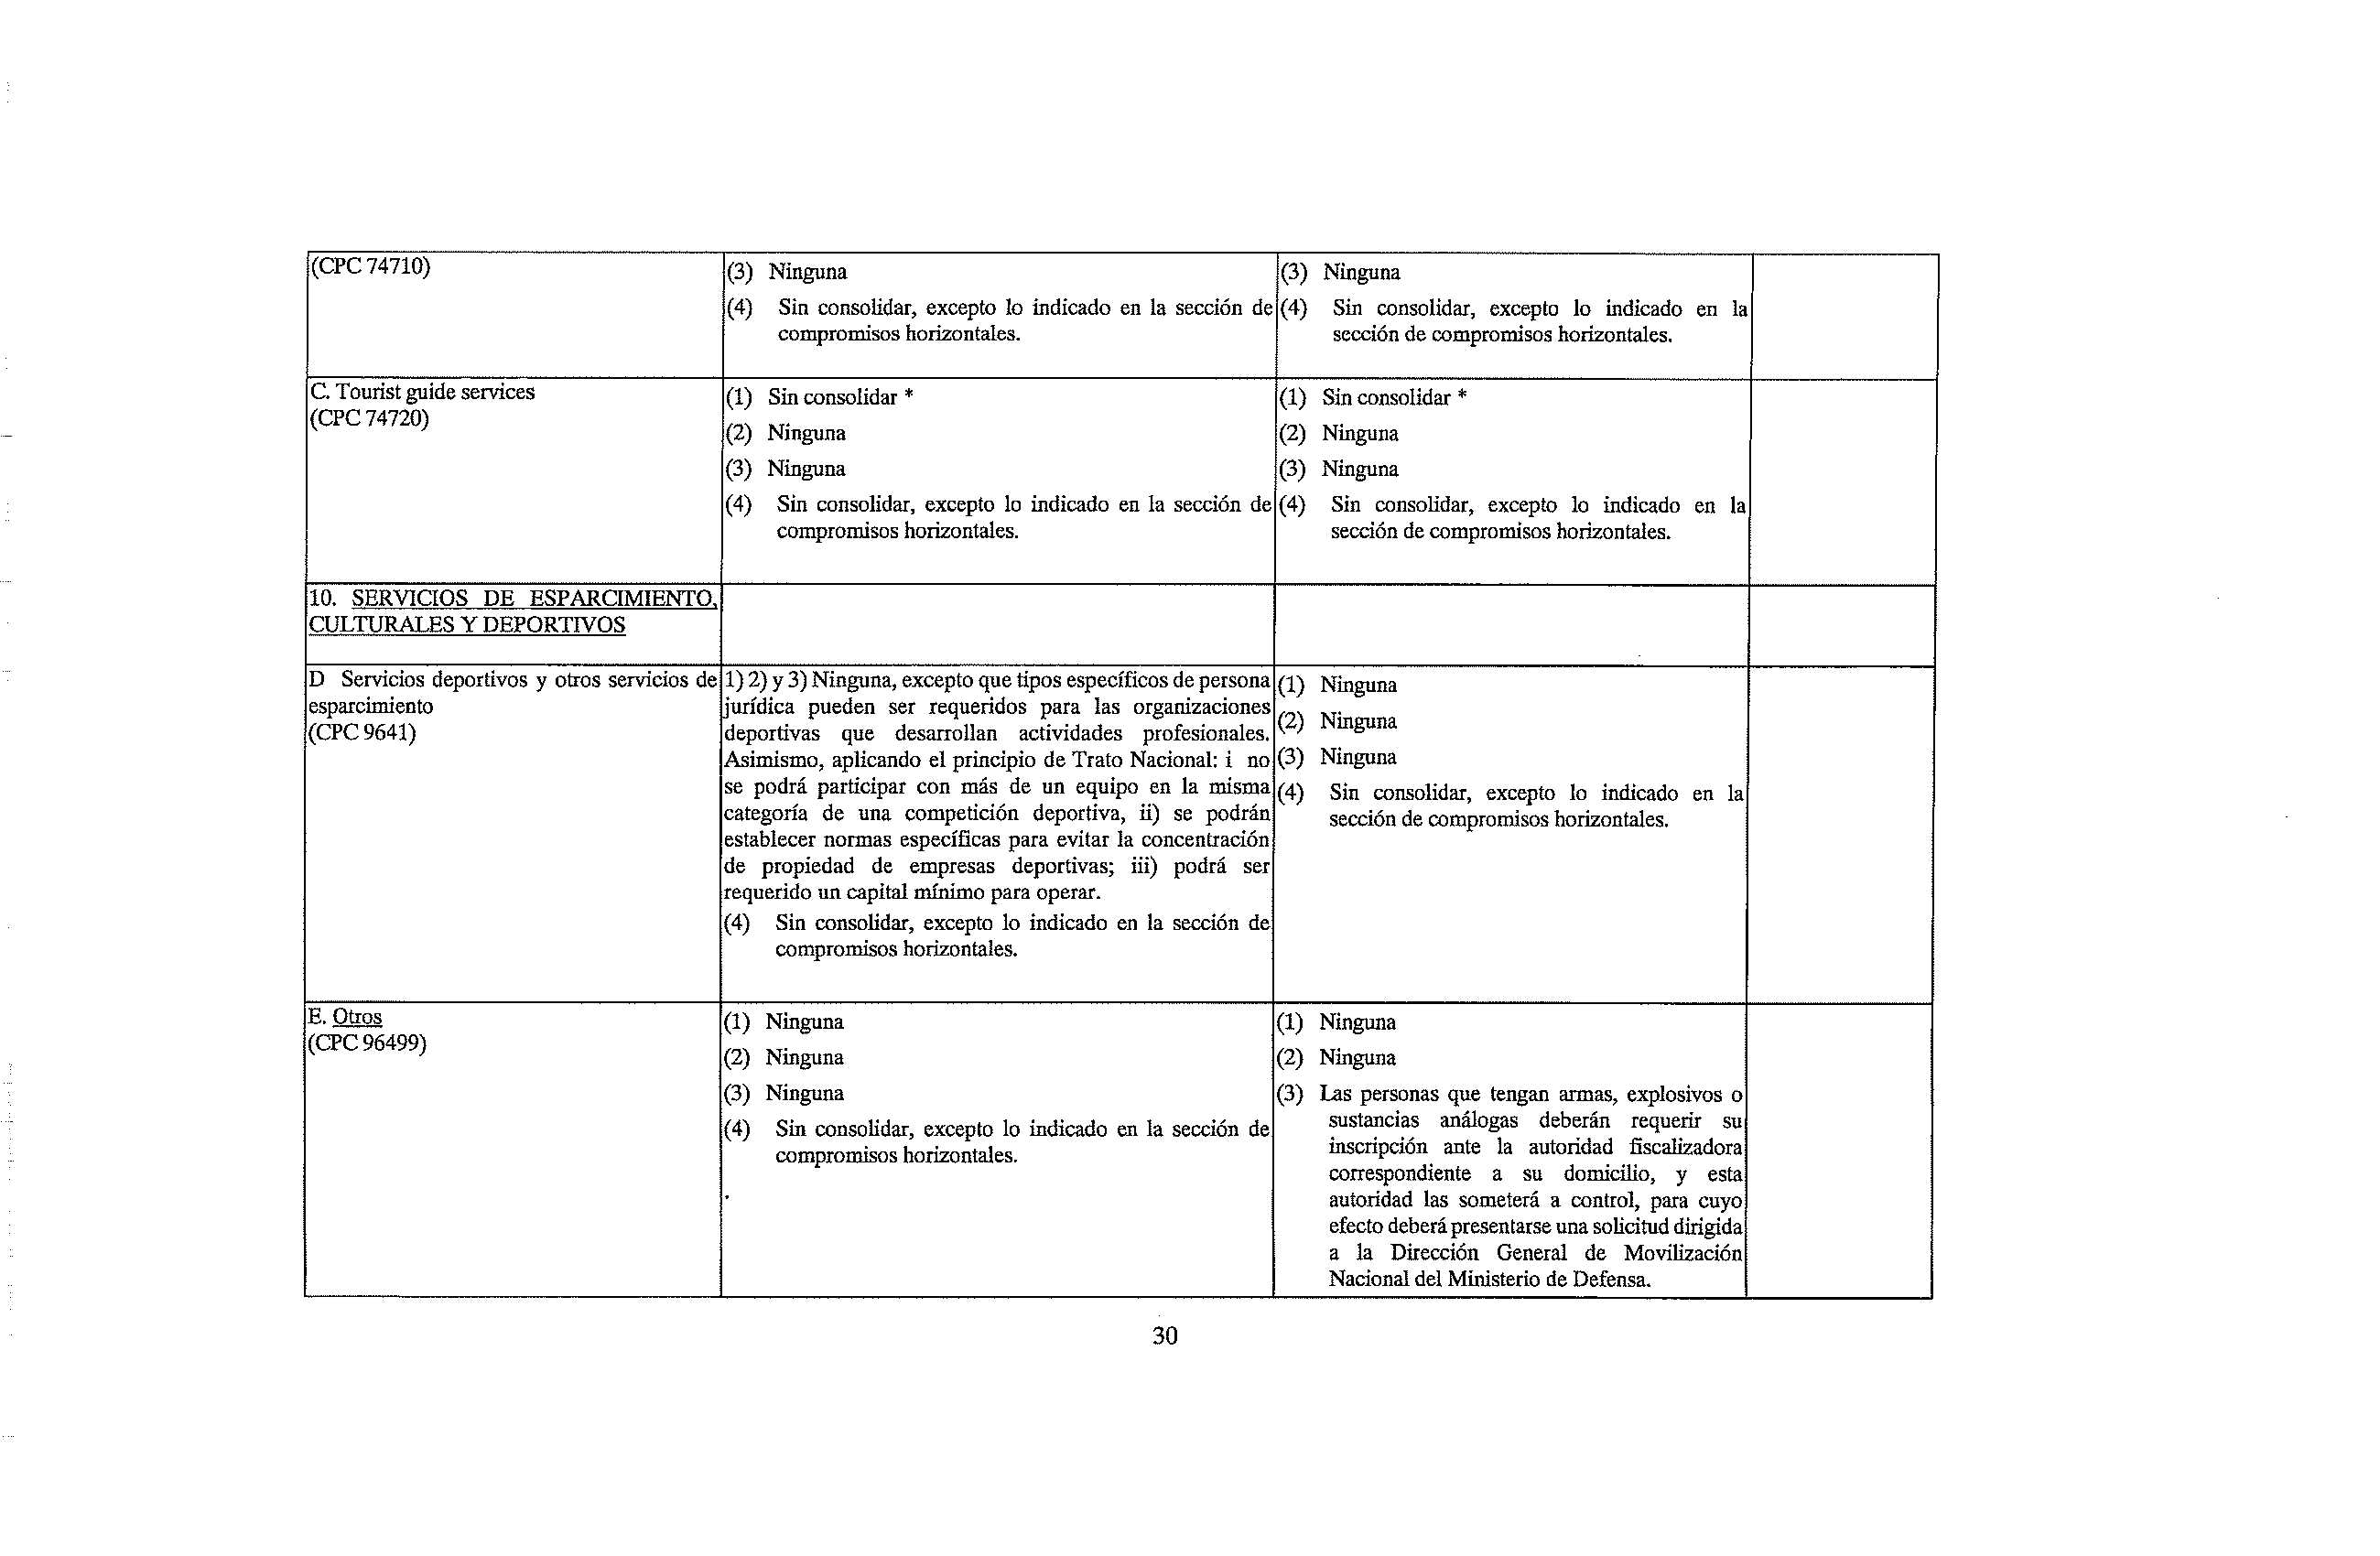 (CPC 74710)
(3) Ninguna
(4) Sin consolidar, excepto lo indicado en la sección de
compromisos horizontales.
(3) Ninguna
(4) Sin consolidar, excepto lo indicado en la
sección de compromisos horizontales.
C. Tourist guide services
(CPC 74720)
(1) Sin consolidar *
(2) Ninguna
(3) Ninguna
(4) Sin consolidar, excepto lo indicado en la sección de
compromisos horizontales.
(1) Sin consolidar *
(2) Ninguna
(3) Ninguna
(4) Sin consolidar, excepto lo indicado en la
sección de compromisos horizontales.
10. SERVICIOS DE ESPARCIMIENTO,
CULTURALES Y DEPORTIVOS
D Servicios deportivos y otros servicios de
esparcimiento
(CPC 9641)
1) 2) y 3) Ninguna, excepto que tipos específicos de persona
jurídica pueden ser requeridos para las organizaciones
deportivas que desarrollan actividades profesionales.
Asimismo, aplicando el principio de Trato Nacional: i no
se podrá participar con más de un equipo en la misma
categoría de una competición deportiva, ii) se podrán
establecer normas específicas para evitar la concentración
de propiedad de empresas deportivas; iii) podrá ser
requerido un capital mínimo para operar.
(4) Sin consolidar, excepto lo indicado en la sección de
compromisos horizontales.
(1) Ninguna
(2) Ninguna
(3) Ninguna
(4) Sin consolidar, excepto lo indicado en la
sección de compromisos horizontales.
E. Otros
(CPC 96499)
(1) Ninguna
(2) Ninguna
(3) Ninguna
(4) Sin consolidar, excepto lo indicado en la sección de
compromisos horizontales.
(1) Ninguna
(2) Ninguna
(3) Las personas que tengan armas, explosivos o
sustancias análogas deberán requerir su
inscripción ante la autoridad fiscalizadora
correspondiente a su domicilio, y esta
autoridad las someterá a control, para cuyo
efecto deberá presentarse una solicitud dirigida
a la Dirección General de Movilización
Nacional del Ministerio de Defensa.
30